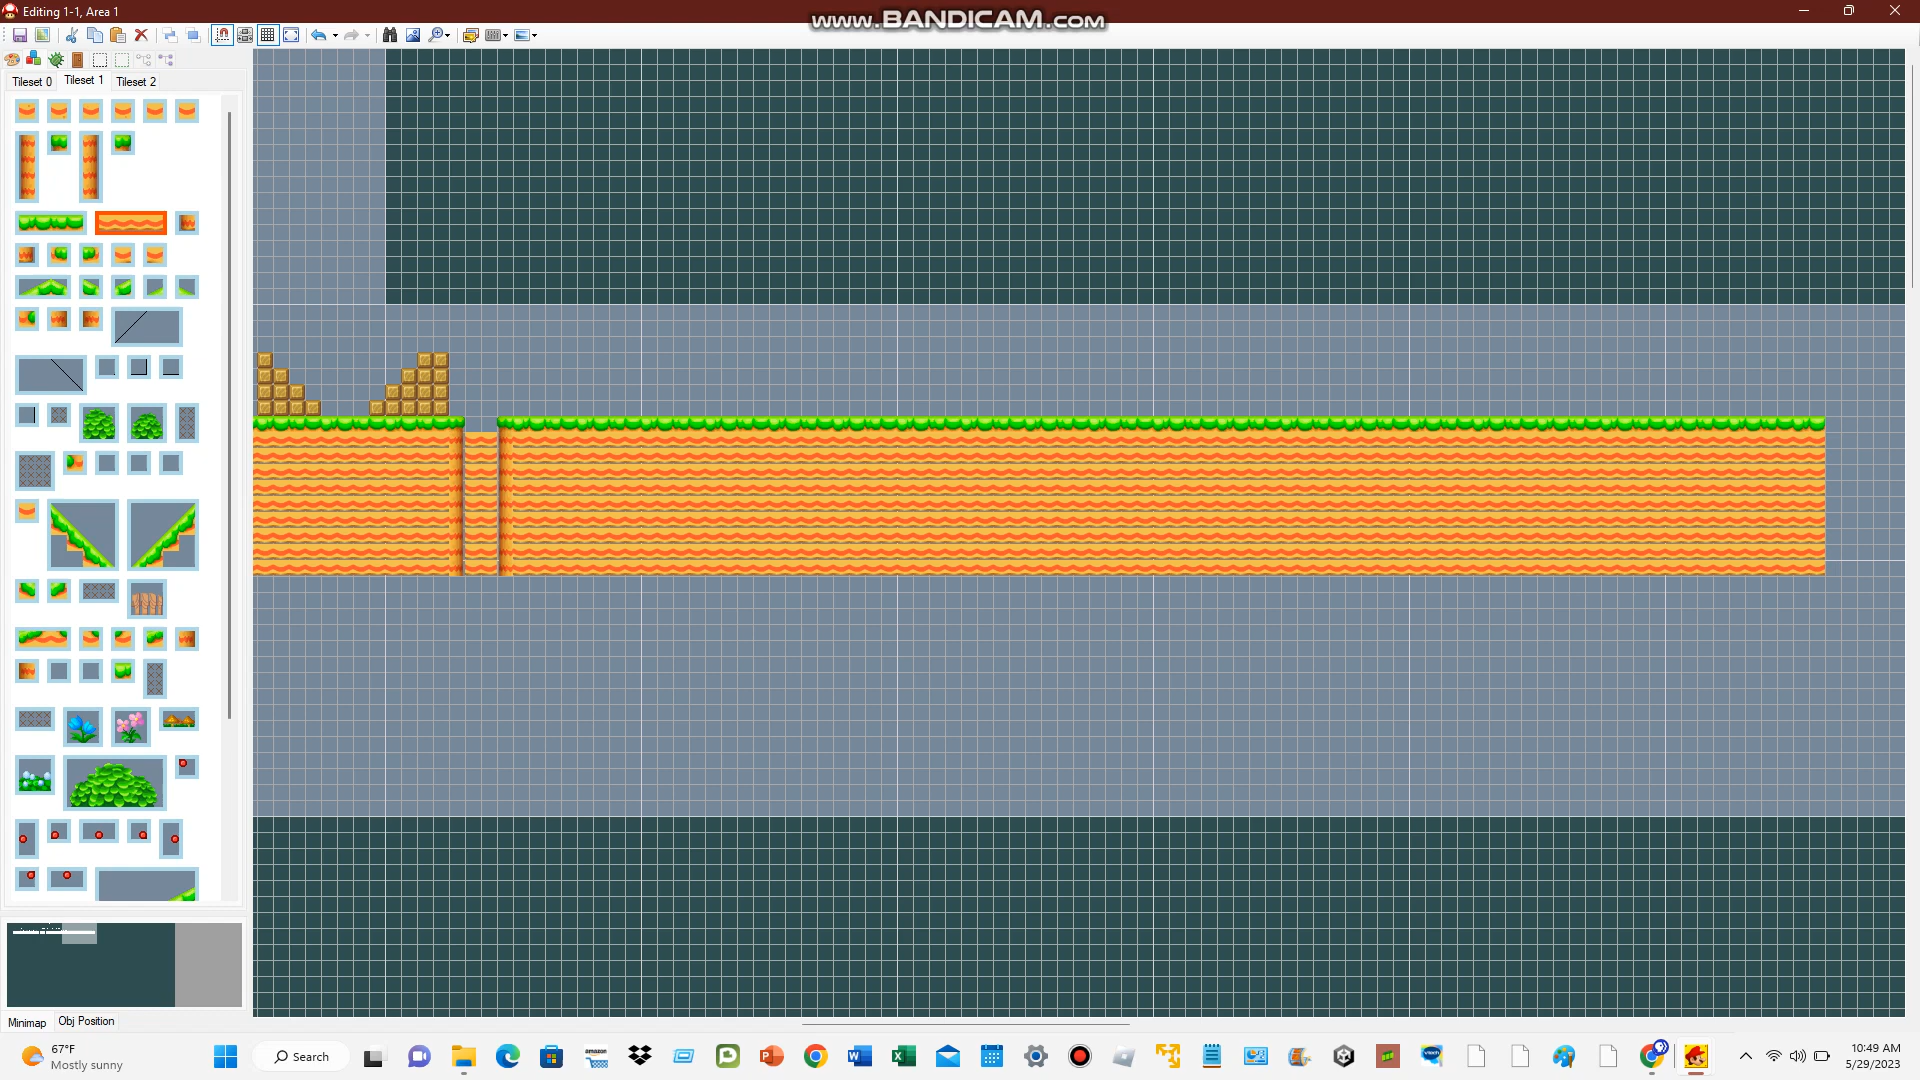 Editing 1-1, Area 1
www.BANDICAM.com
Tileset 0 Tileset 1 Tileset 2
Minimap Obj Position
67°F
Mostly sunny
Search
amazon
10:49 AM
5/29/2023